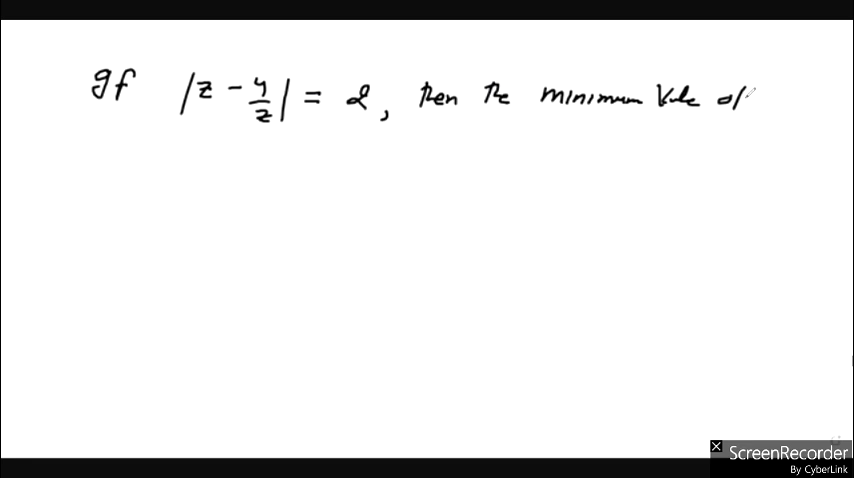 If |z - 4/z| = 2, then the minimum value of
ScreenRecorder
By CyberLink